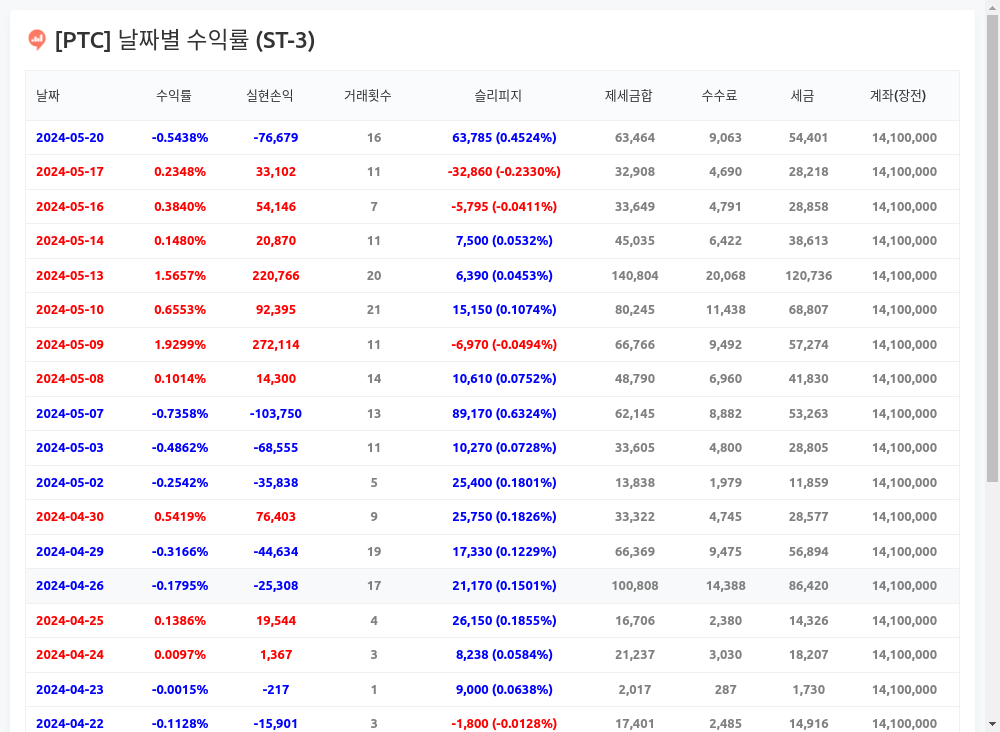 [PTC] 날짜별 수익률 (ST-3)
날짜 수익률 실현손익 거래횟수 슬리피지 제세금합 수수료 세금 계좌(장전)
2024-05-20 -0.5438% -76,679 16 63,785 (0.4524%) 63,464 9,063 54,401 14,100,000
2024-05-17 0.2348% 33,102 11 -32,860 (-0.2330%) 32,908 4,690 28,218 14,100,000
2024-05-16 0.3840% 54,146 7 -5,795 (-0.0411%) 33,649 4,791 28,858 14,100,000
2024-05-14 0.1480% 20,870 11 7,500 (0.0532%) 45,035 6,422 38,613 14,100,000
2024-05-13 1.5657% 220,766 20 6,390 (0.0453%) 140,804 20,068 120,736 14,100,000
2024-05-10 0.6553% 92,395 21 15,150 (0.1074%) 80,245 11,438 68,807 14,100,000
2024-05-09 1.9299% 272,114 11 -6,970 (-0.0494%) 66,766 9,492 57,274 14,100,000
2024-05-08 0.1014% 14,300 14 10,610 (0.0752%) 48,790 6,960 41,830 14,100,000
2024-05-07 -0.7358% -103,750 13 89,170 (0.6324%) 62,145 8,882 53,263 14,100,000
2024-05-03 -0.4862% -68,555 11 10,270 (0.0728%) 33,605 4,800 28,805 14,100,000
2024-05-02 -0.2542% -35,838 5 25,400 (0.1801%) 13,838 1,979 11,859 14,100,000
2024-04-30 0.5419% 76,403 9 25,750 (0.1826%) 33,322 4,745 28,577 14,100,000
2024-04-29 -0.3166% -44,634 19 17,330 (0.1229%) 66,369 9,475 56,894 14,100,000
2024-04-26 -0.1795% -25,308 17 21,170 (0.1501%) 100,808 14,388 86,420 14,100,000
2024-04-25 0.1386% 19,544 4 26,150 (0.1855%) 16,706 2,380 14,326 14,100,000
2024-04-24 0.0097% 1,367 3 8,238 (0.0584%) 21,237 3,030 18,207 14,100,000
2024-04-23 -0.0015% -217 1 9,000 (0.0638%) 2,017 287 1,730 14,100,000
2024-04-22 -0.1128% -15,901 3 -1,800 (-0.0128%) 17,401 2,485 14,916 14,100,000